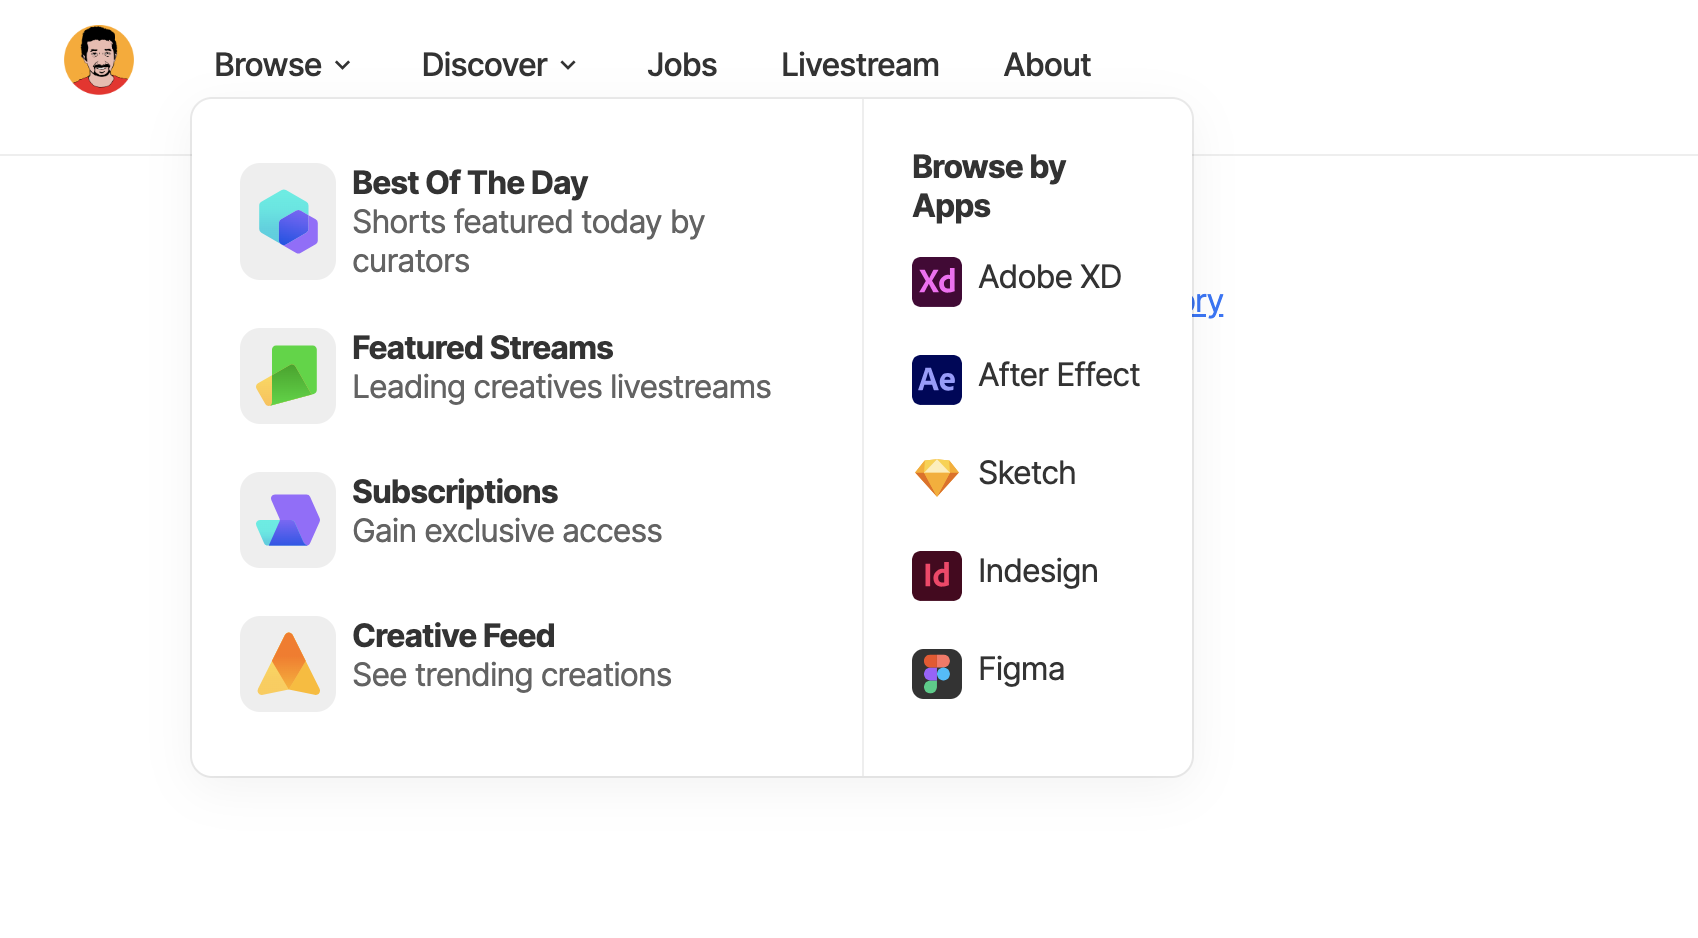 Browse
Discover
Jobs
Livestream
About
Best Of The Day
Shorts featured today by
curators
Featured Streams
Leading creatives livestreams
Subscriptions
Gain exclusive access
Creative Feed
See trending creations
Browse by
Apps
Xd Adobe XD
Ae After Effect
Sketch
Id Indesign
Figma